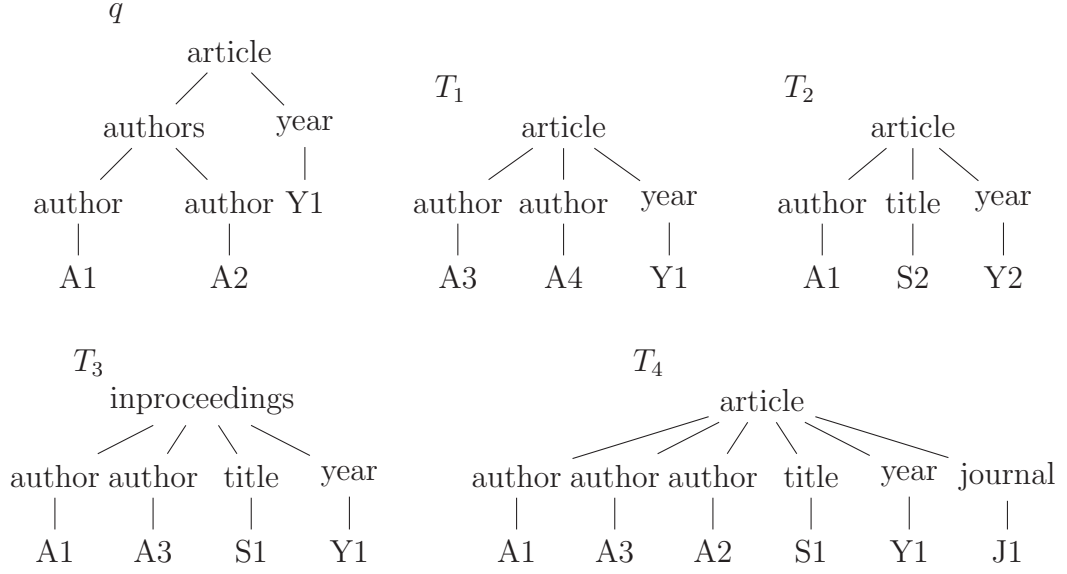 q
article
authors year
author author Y1
A1 A2
T1
article
author author year
A3 A4 Y1
T2
article
author title year
A1 S2 Y2
T3
inproceedings
author author title year
A1 A3 S1 Y1
T4
article
author author author title year journal
A1 A3 A2 S1 Y1 J1